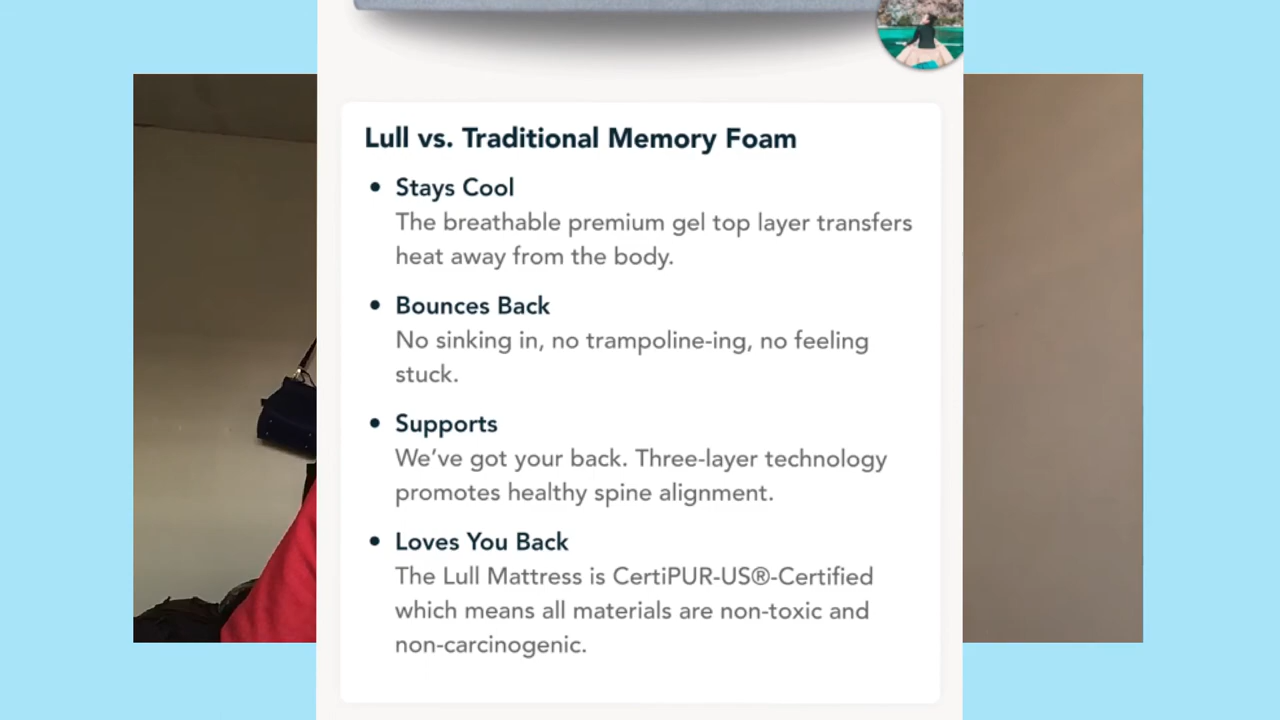 Lull vs. Traditional Memory Foam
• Stays Cool
The breathable premium gel top layer transfers
heat away from the body.
• Bounces Back
No sinking in, no trampoline-ing, no feeling
stuck.
• Supports
We’ve got your back. Three-layer technology
promotes healthy spine alignment.
• Loves You Back
The Lull Mattress is CertiPUR-US®-Certified
which means all materials are non-toxic and
non-carcinogenic.